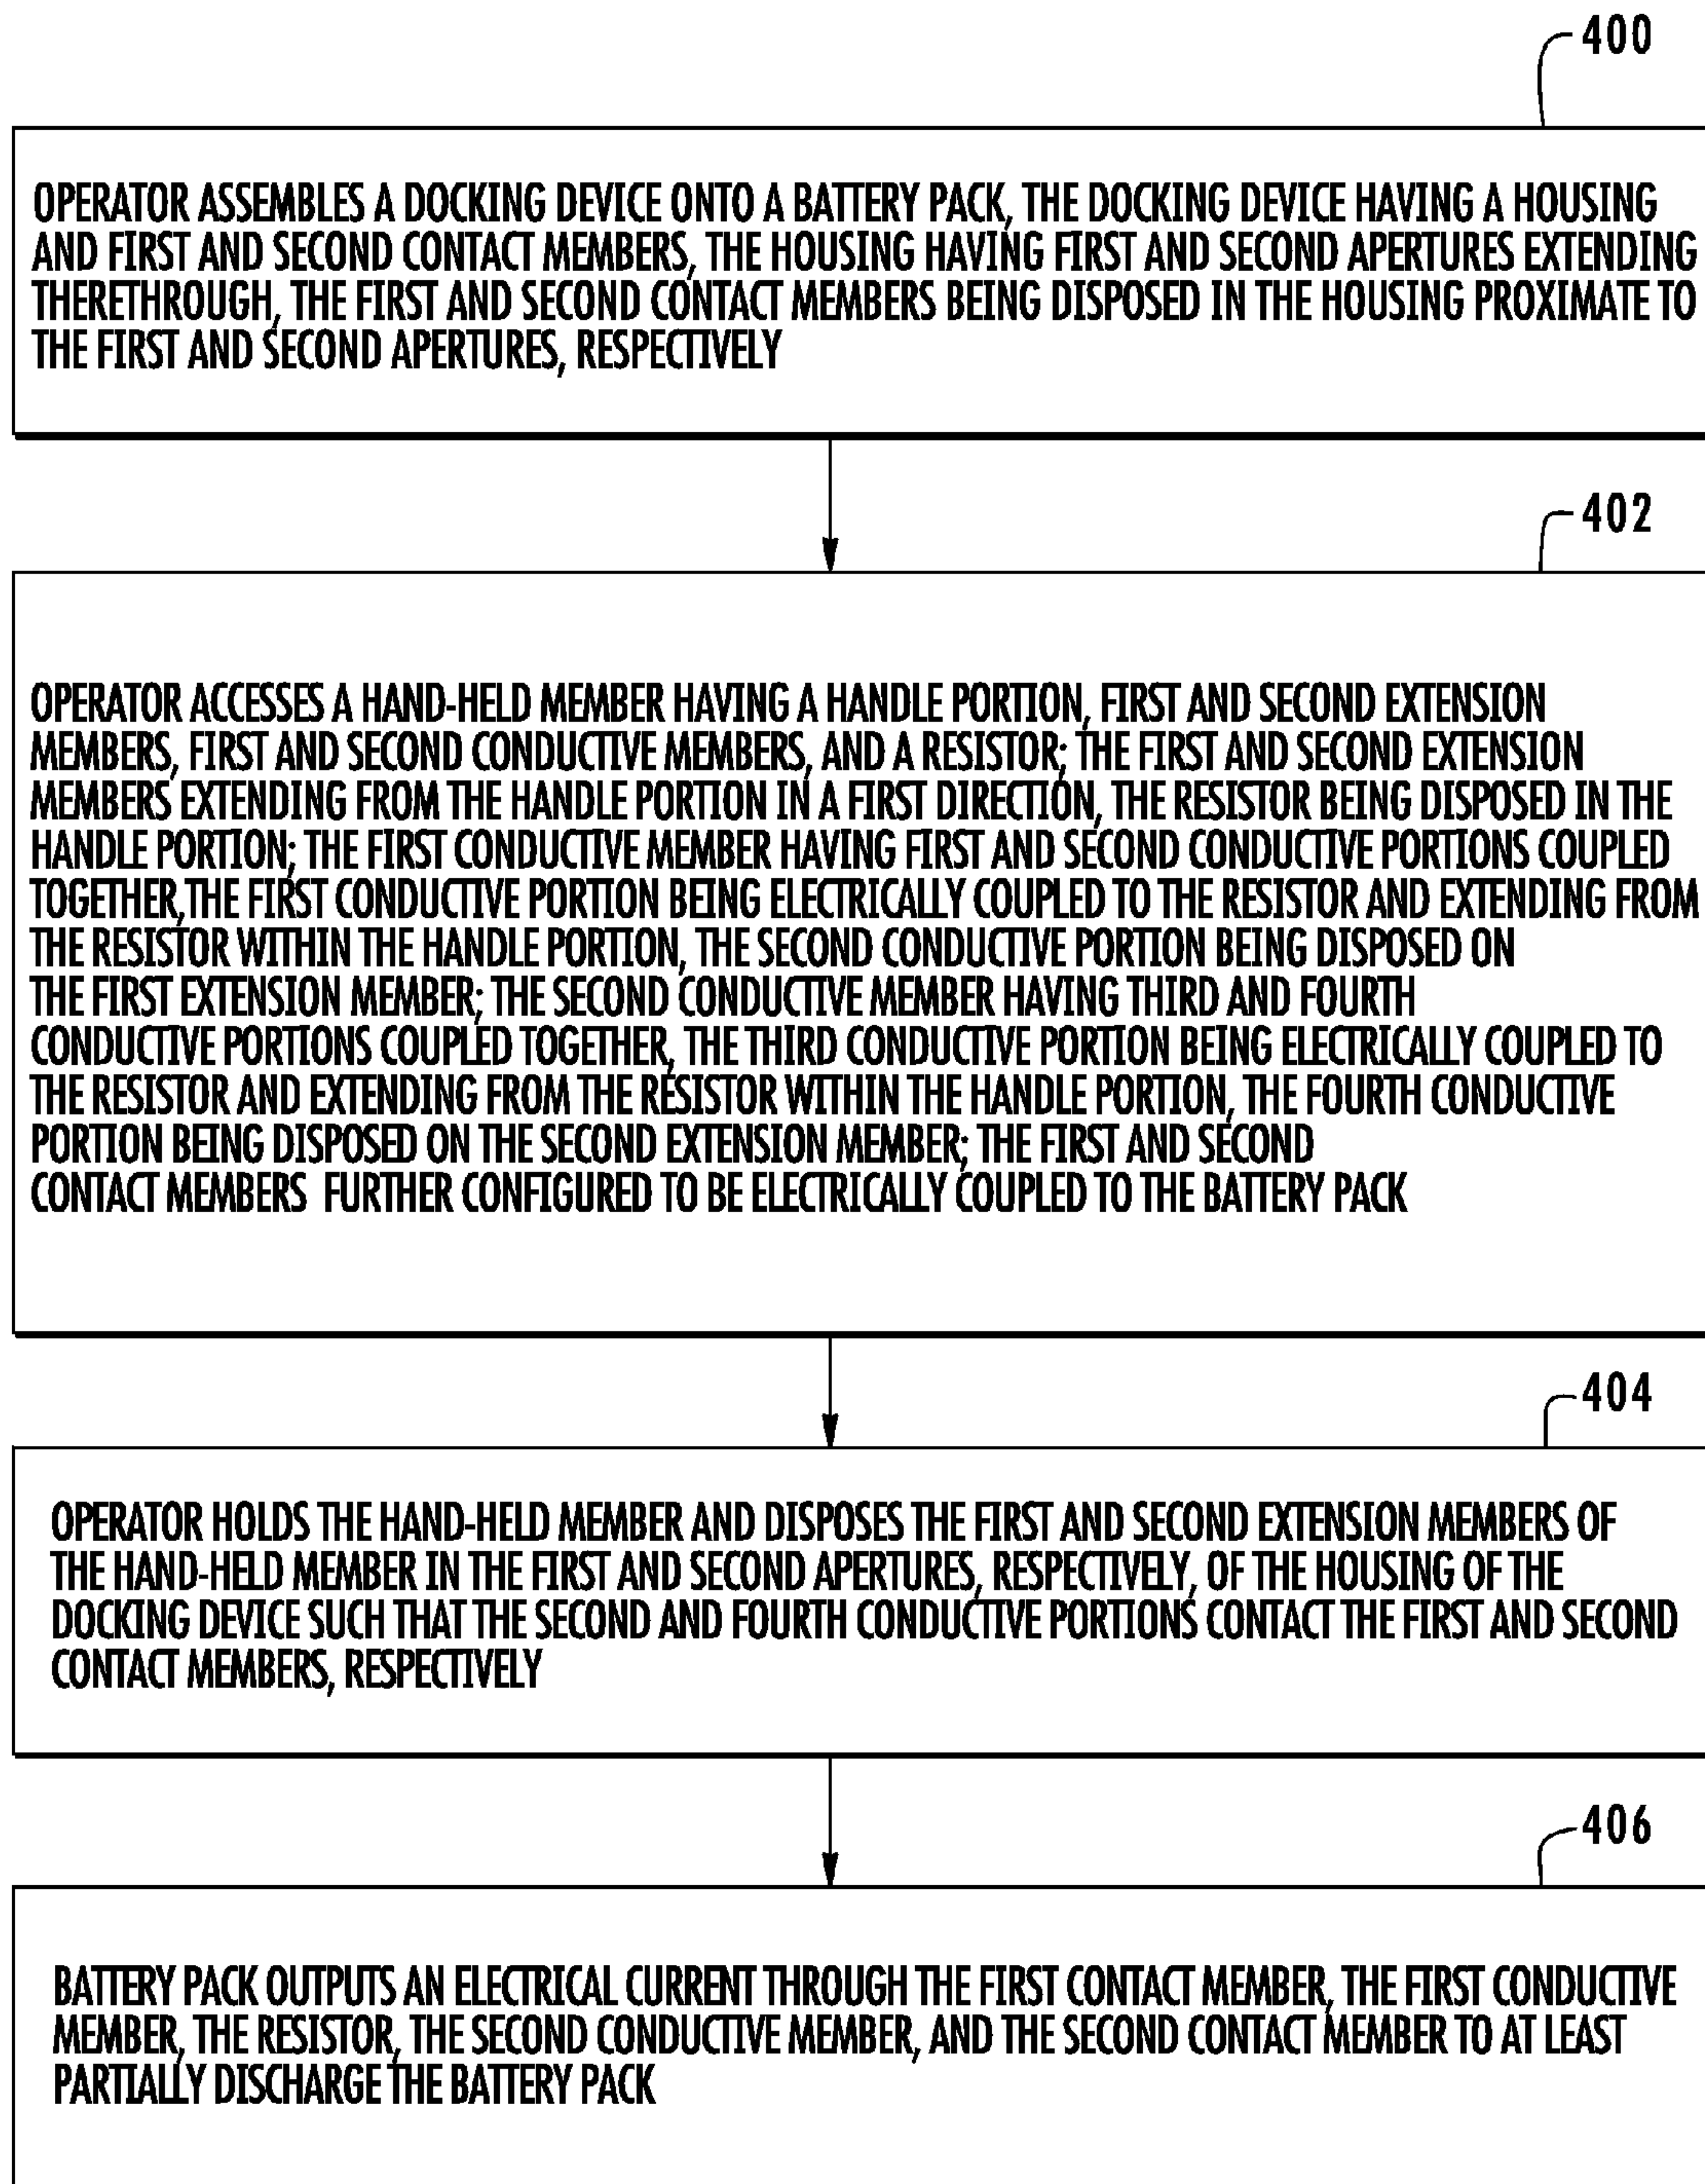 400
OPERATOR ASSEMBLES A DOCKING DEVICE ONTO A BATTERY PACK, THE DOCKING DEVICE HAVING A HOUSING
AND FIRST AND SECOND CONTACT MEMBERS, THE HOUSING HAVING FIRST AND SECOND APERTURES EXTENDING
THERETHROUGH, THE FIRST AND SECOND CONTACT MEMBERS BEING DISPOSED IN THE HOUSING PROXIMATE TO
THE FIRST AND SECOND APERTURES, RESPECTIVELY
402
OPERATOR ACCESSES A HAND-HELD MEMBER HAVING A HANDLE PORTION, FIRST AND SECOND EXTENSION
MEMBERS, FIRST AND SECOND CONDUCTIVE MEMBERS, AND A RESISTOR; THE FIRST AND SECOND EXTENSION
MEMBERS EXTENDING FROM THE HANDLE PORTION IN A FIRST DIRECTION, THE RESISTOR BEING DISPOSED IN THE
HANDLE PORTION; THE FIRST CONDUCTIVE MEMBER HAVING FIRST AND SECOND CONDUCTIVE PORTIONS COUPLED
TOGETHER,THE FIRST CONDUCTIVE PORTION BEING ELECTRICALLY COUPLED TO THE RESISTOR AND EXTENDING FROM
THE RESISTOR WITHIN THE HANDLE PORTION, THE SECOND CONDUCTIVE PORTION BEING DISPOSED ON
THE FIRST EXTENSION MEMBER; THE SECOND CONDUCTIVE MEMBER HAVING THIRD AND FOURTH
CONDUCTIVE PORTIONS COUPLED TOGETHER, THE THIRD CONDUCTIVE PORTION BEING ELECTRICALLY COUPLED TO
THE RESISTOR AND EXTENDING FROM THE RESISTOR WITHIN THE HANDLE PORTION, THE FOURTH CONDUCTIVE
PORTION BEING DISPOSED ON THE SECOND EXTENSION MEMBER; THE FIRST AND SECOND
CONTACT MEMBERS FURTHER CONFIGURED TO BE ELECTRICALLY COUPLED TO THE BATTERY PACK
404
OPERATOR HOLDS THE HAND-HELD MEMBER AND DISPOSES THE FIRST AND SECOND EXTENSION MEMBERS OF
THE HAND-HELD MEMBER IN THE FIRST AND SECOND APERTURES, RESPECTIVELY, OF THE HOUSING OF THE
DOCKING DEVICE SUCH THAT THE SECOND AND FOURTH CONDUCTIVE PORTIONS CONTACT THE FIRST AND SECOND
CONTACT MEMBERS, RESPECTIVELY
406
BATTERY PACK OUTPUTS AN ELECTRICAL CURRENT THROUGH THE FIRST CONTACT MEMBER, THE FIRST CONDUCTIVE
MEMBER, THE RESISTOR, THE SECOND CONDUCTIVE MEMBER, AND THE SECOND CONTACT MEMBER TO AT LEAST
PARTIALLY DISCHARGE THE BATTERY PACK